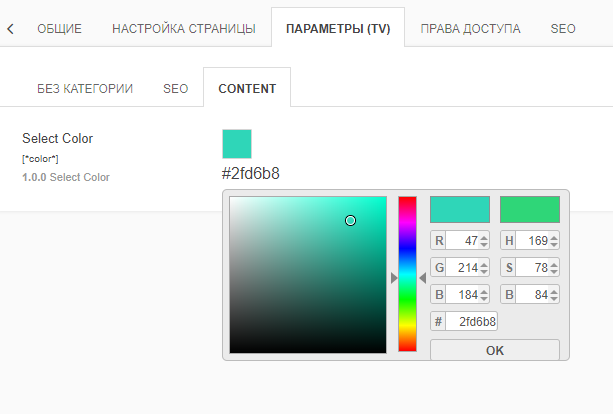 ОБЩИЕ НАСТРОЙКА СТРАНИЦЫ ПАРАМЕТРЫ (TV) ПРАВА ДОСТУПА SEO
БЕЗ КАТЕГОРИИ SEO CONTENT
Select Color
[*color*]
1.0.0 Select Color
#2fd6b8
R 47 H 169
G 214 S 78
B 184 B 84
# 2fd6b8
OK